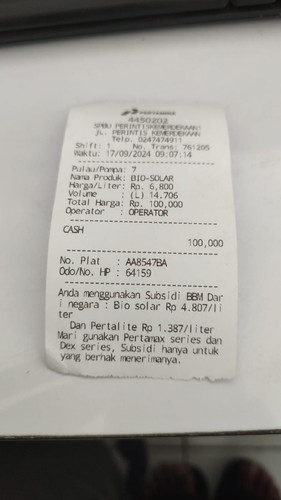 PERTAMINA
4450202
SPBU PERINTISKEMERDEKAAN!
JL. PERINTIS KEMERDEKAAN
Telp. 0247474911
Shift: 1 No. Trans: 761205
Waktu: 17/09/2024 09:07:14
Pulau/Pompa: 7
Nama Produk: BIO-SOLAR
Harga/Liter: Rp. 6,800
Volume : (L) 14.706
Total Harga: Rp. 100,000
Operator : OPERATOR
CASH
100,000
No. Plat : AA8547BA
Odo/No. HP : 64159
Anda menggunakan Subsidi BBM Dar
i negara : Bio solar Rp 4.807/li
ter
Dan Pertalite Rp 1.387/liter
Mari gunakan Pertamax series dan
Dex series, Subsidi hanya untuk
yang berhak menerimanya.